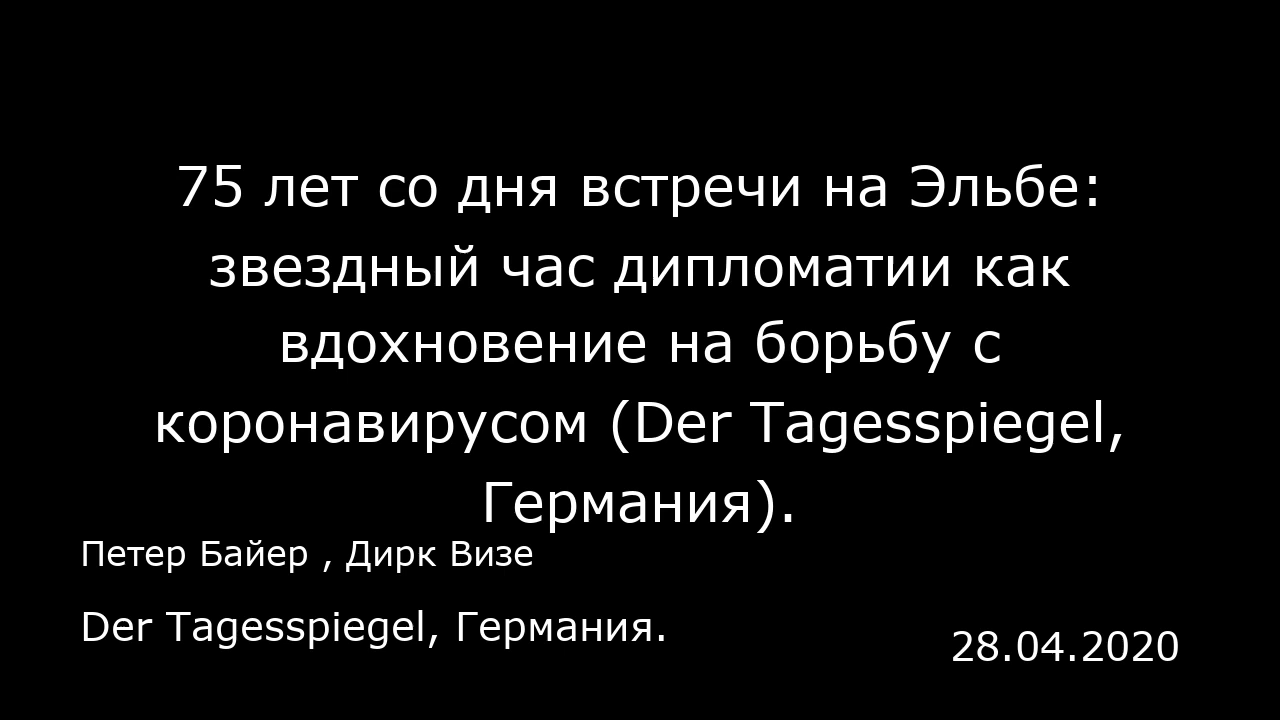 75 лет со дня встречи на Эльбе:
звездный час дипломатии как
вдохновение на борьбу с
коронавирусом (Der Tagesspiegel,
Германия).
Петер Байер , Дирк Визе
Der Tagesspiegel, Германия.
28.04.2020